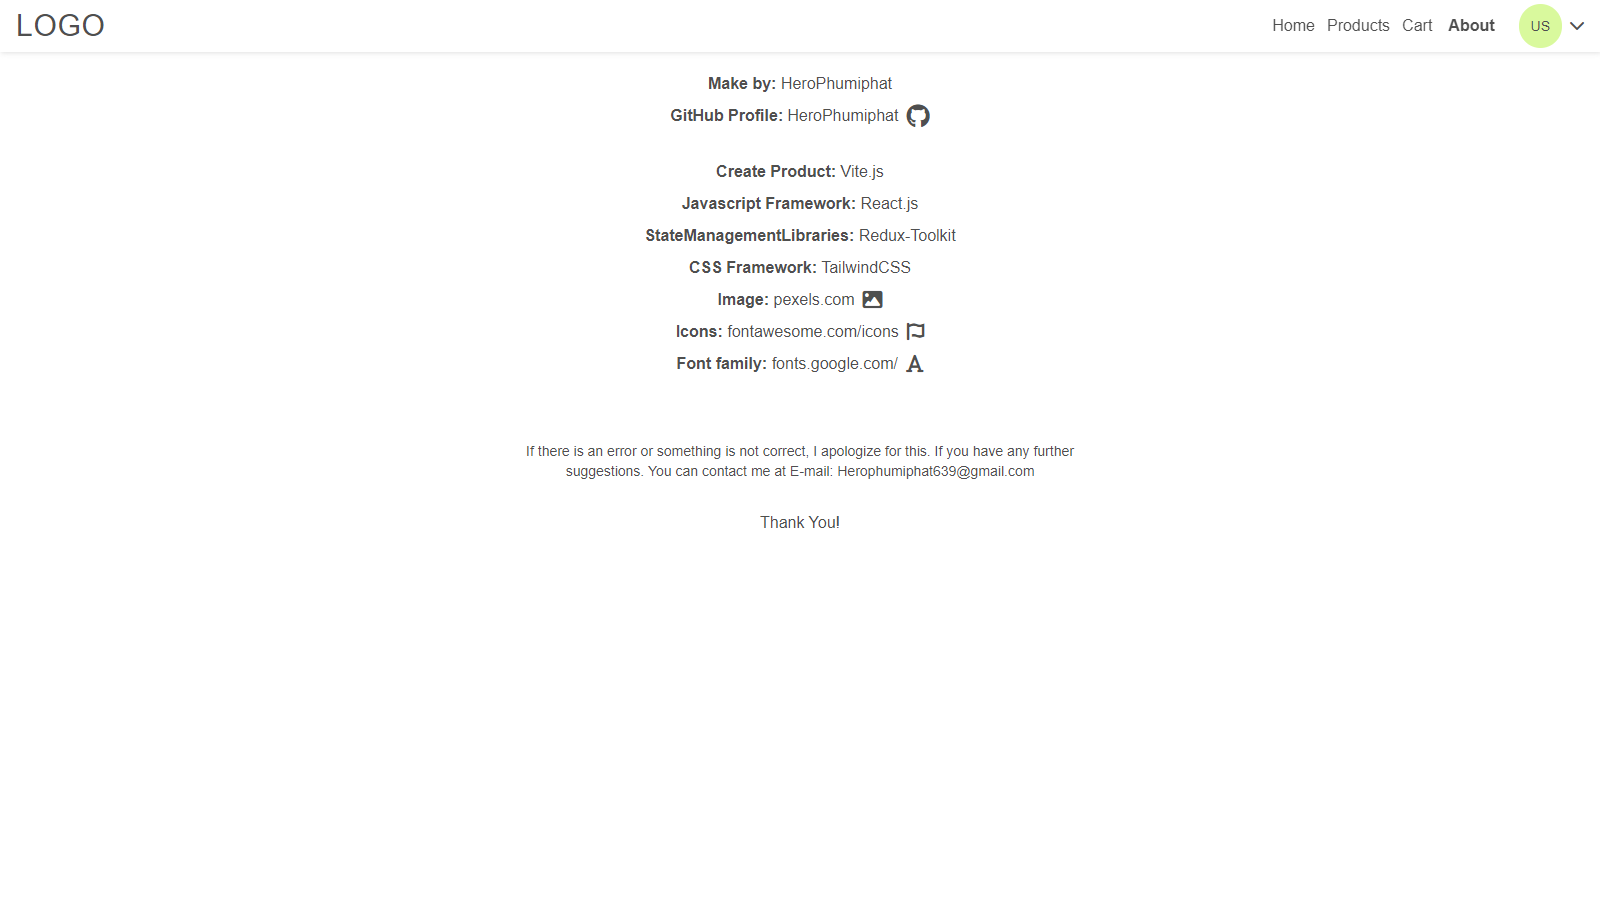 LOGO
Home Products Cart About US
Make by: HeroPhumiphat
GitHub Profile: HeroPhumiphat
Create Product: Vite.js
Javascript Framework: React.js
StateManagementLibraries: Redux-Toolkit
CSS Framework: TailwindCSS
Image: pexels.com
Icons: fontawesome.com/icons
Font family: fonts.google.com/
If there is an error or something is not correct, I apologize for this. If you have any further
suggestions. You can contact me at E-mail: Herophumiphat639@gmail.com
Thank You!